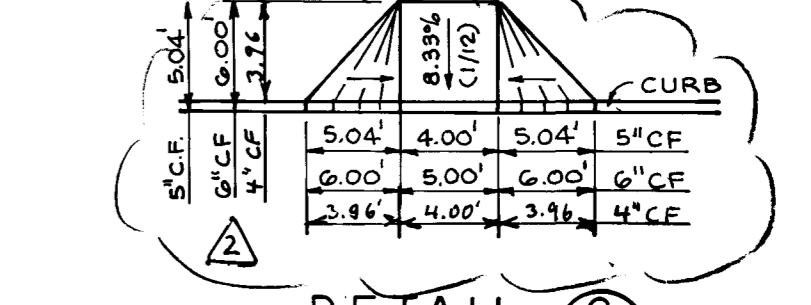 5.04'
6.00'
3.96
8.33%
(1/12)
CURB
5.04' 4.00' 5.04' 5"CF
6.00' 5.00' 6.00' 6"CF
3.96' 4.00' 3.96 4"CF
5"C.F.
6"CF
4"CF
2
DETAIL